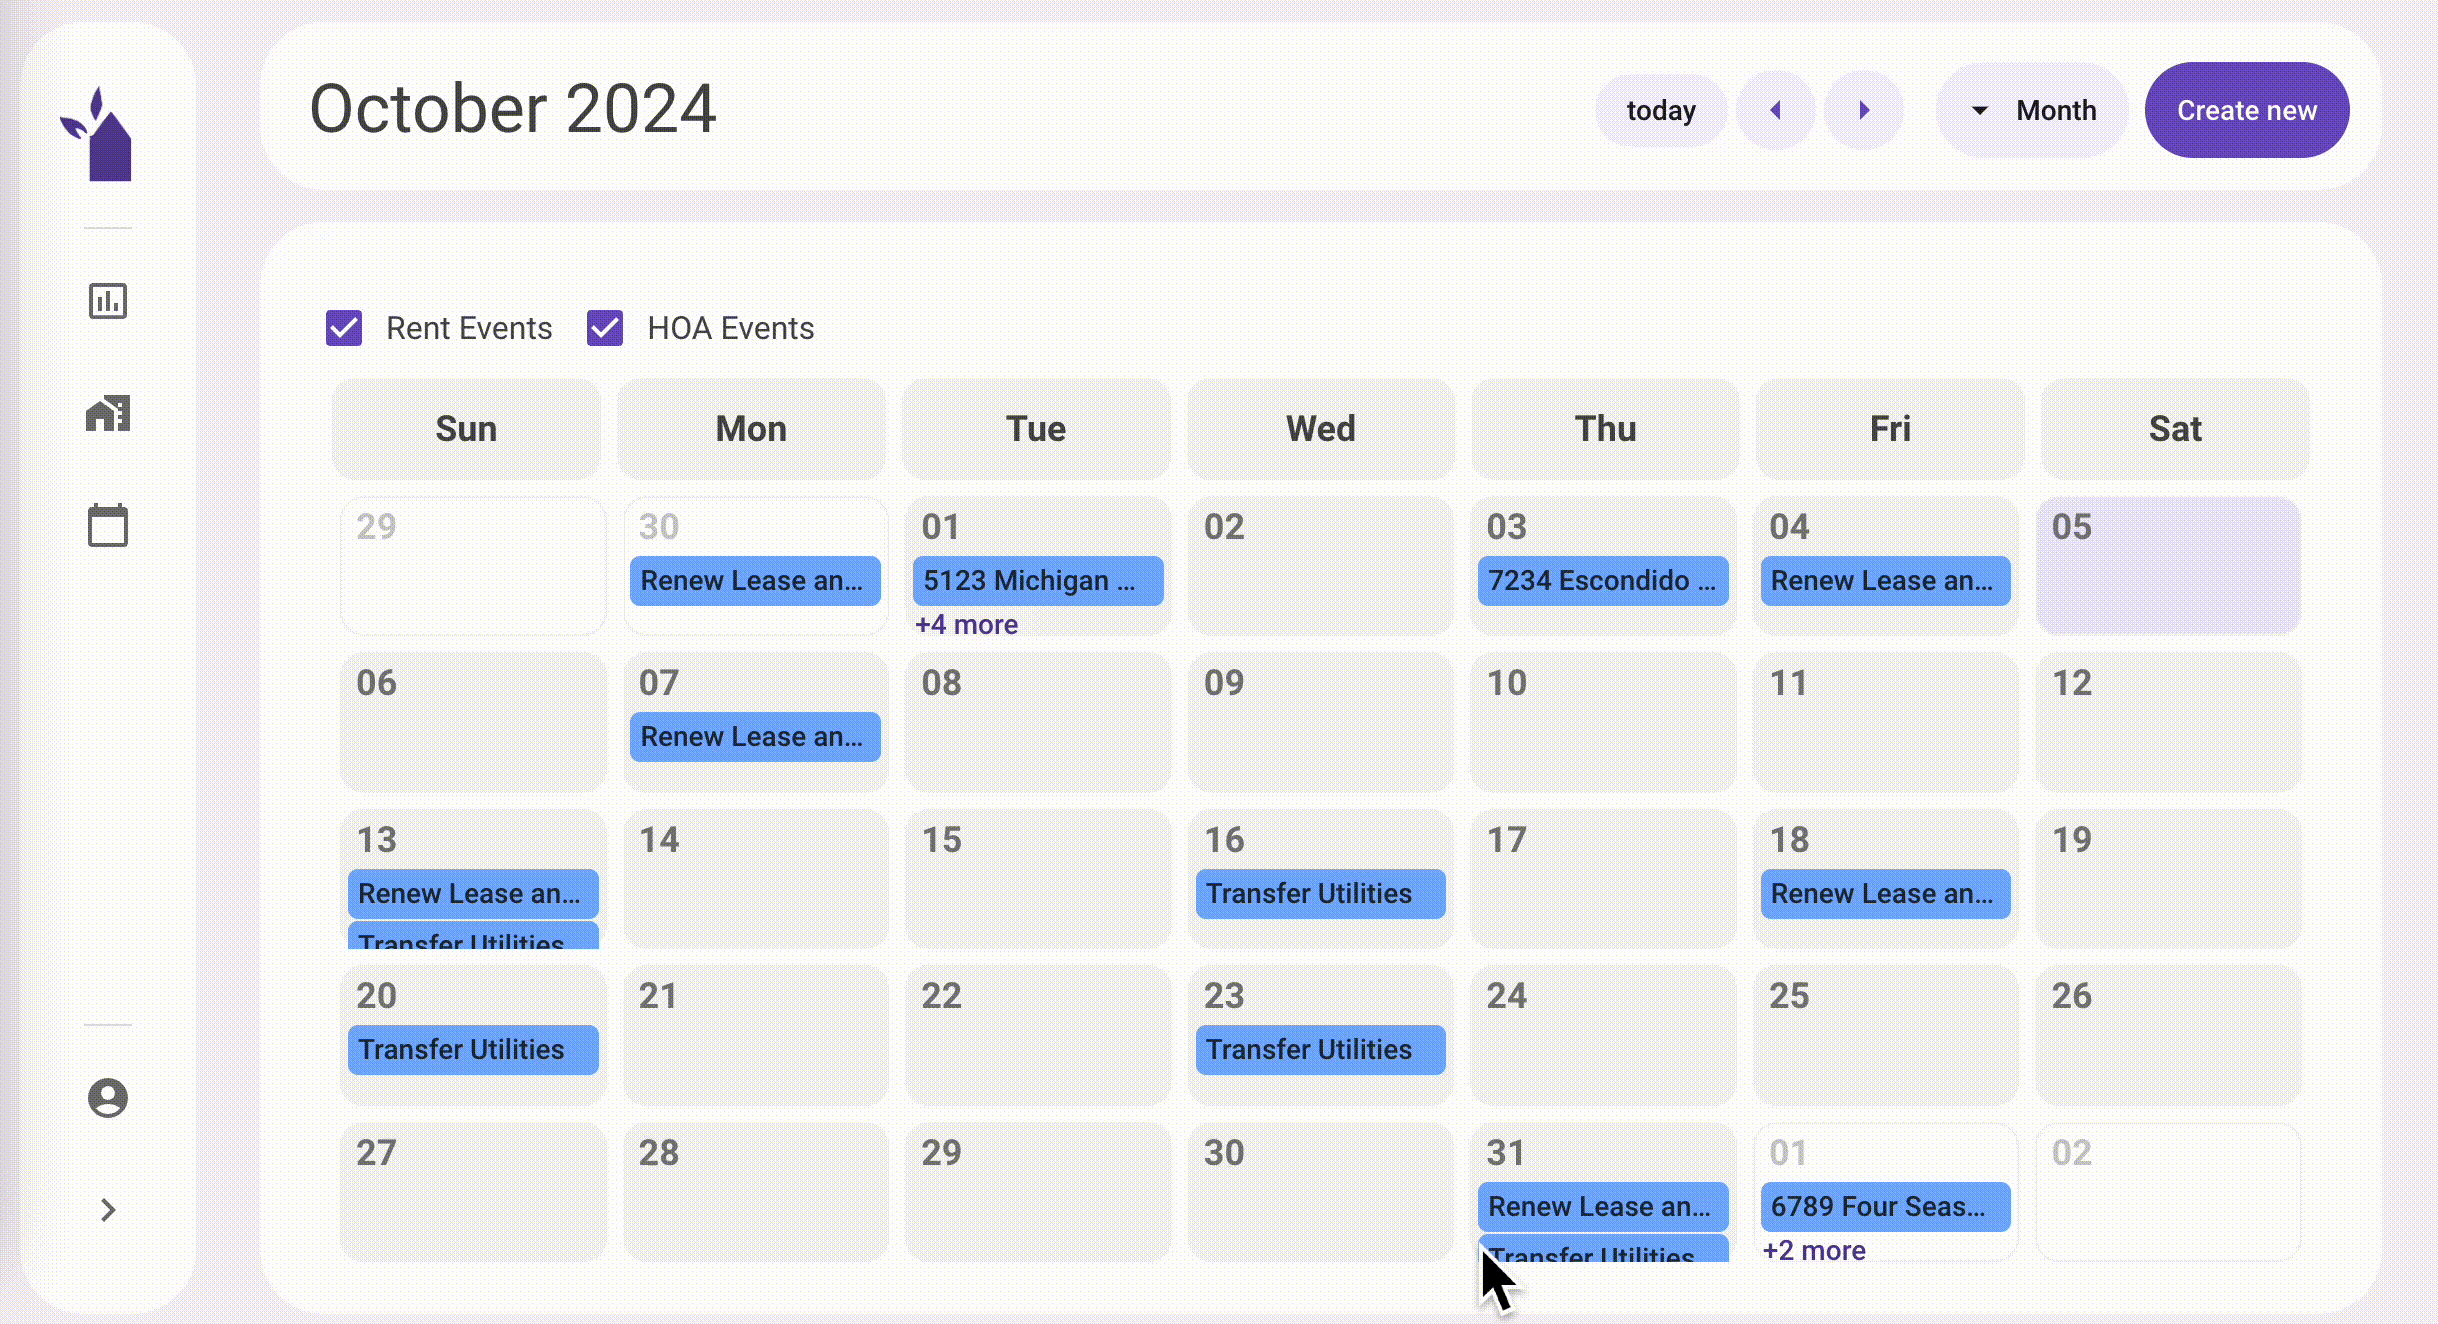 October 2024
today
Month
Create new
Rent Events
HOA Events
Sun Mon Tue Wed Thu Fri Sat
29 30 01 02 03 04 05
Renew Lease an... 5123 Michigan ... 7234 Escondido ... Renew Lease an...
+4 more
06 07 08 09 10 11 12
Renew Lease an...
13 14 15 16 17 18 19
Renew Lease an... Transfer Utilities Renew Lease an...
Transfer Utilities
20 21 22 23 24 25 26
Transfer Utilities Transfer Utilities
27 28 29 30 31 01 02
Renew Lease an... 6789 Four Seas...
Transfer Utilities +2 more